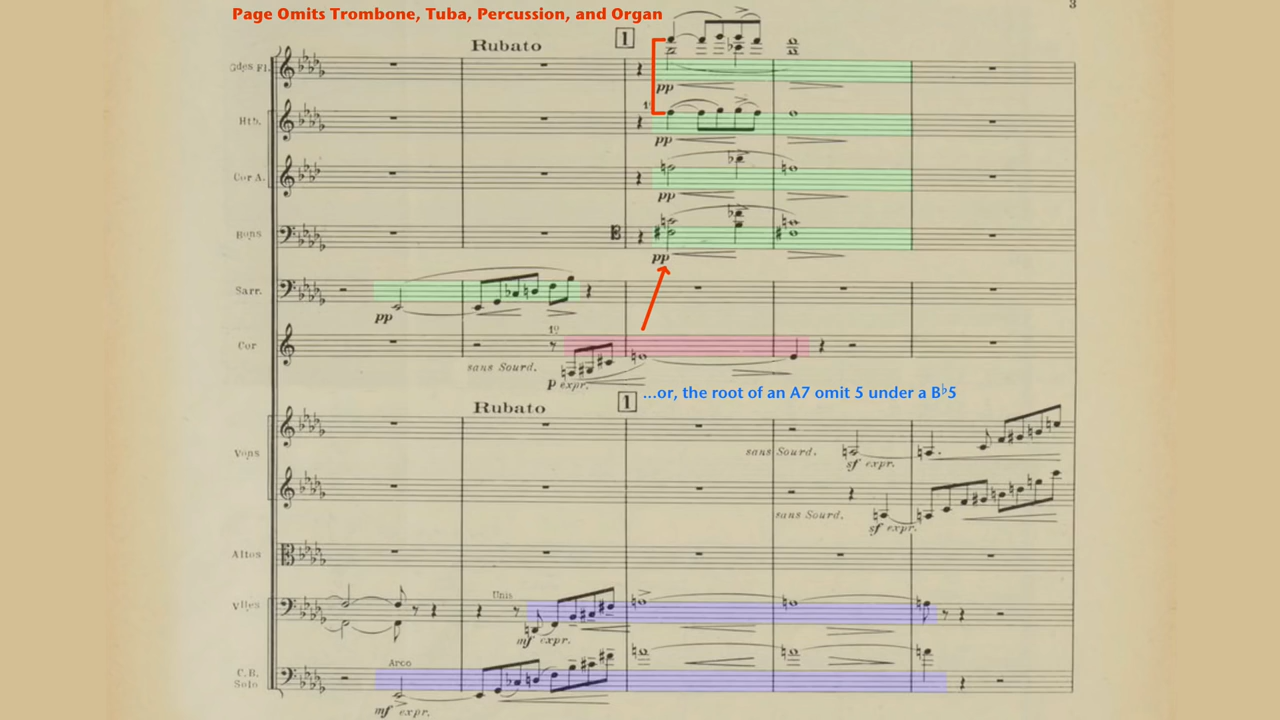 Page Omits Trombone, Tuba, Percussion, and Organ
3
Rubato 1
Gdes Fl.
pp
1º
Htb.
pp
Cor A.
pp
Bons
pp
Sarr.
pp
1º
Cor
sans Sourd.
p expr.
...or, the root of an A7 omit 5 under a B♭5
Rubato 1
Vons
sans Sourd.
sf expr.
sans Sourd.
sf expr.
Altos
Unis
Vlles
mf expr.
Arco
C.B.
Solo
mf expr.